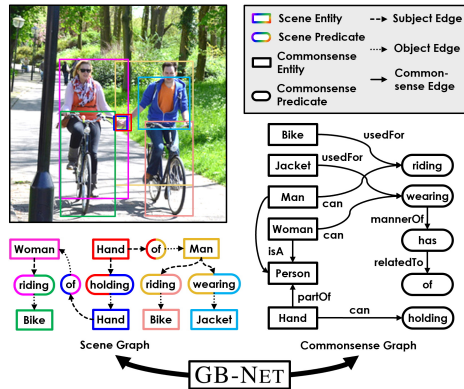 Scene Entity
Scene Predicate
Commonsense
Entity
Commonsense
Predicate
Subject Edge
Object Edge
Common-
sense Edge
Bike
usedFor
riding
Jacket
usedFor
wearing
Man
can
mannerOf
Woman
can
has
isA
relatedTo
Person
of
partOf
Hand
can
holding
Woman
Hand
of
Man
riding
of
holding
riding
wearing
Bike
Hand
Bike
Jacket
Scene Graph
Commonsense Graph
GB-NET